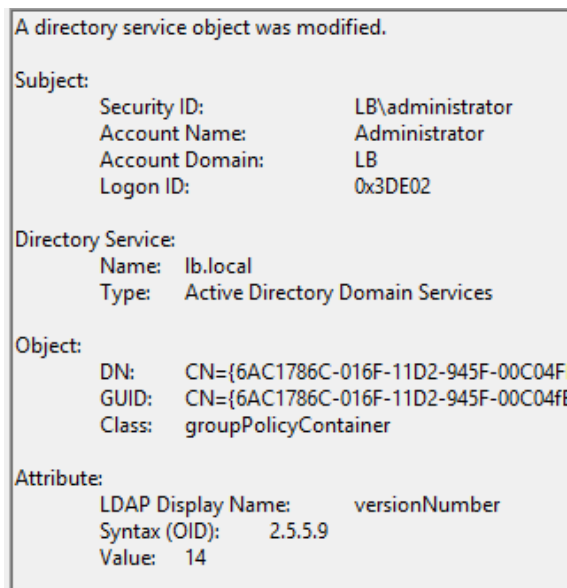 A directory service object was modified.
Subject:
Security ID: LB\administrator
Account Name: Administrator
Account Domain: LB
Logon ID: 0x3DE02
Directory Service:
Name: lb.local
Type: Active Directory Domain Services
Object:
DN: CN={6AC1786C-016F-11D2-945F-00C04F
GUID: CN={6AC1786C-016F-11D2-945F-00C04f
Class: groupPolicyContainer
Attribute:
LDAP Display Name: versionNumber
Syntax (OID): 2.5.5.9
Value: 14